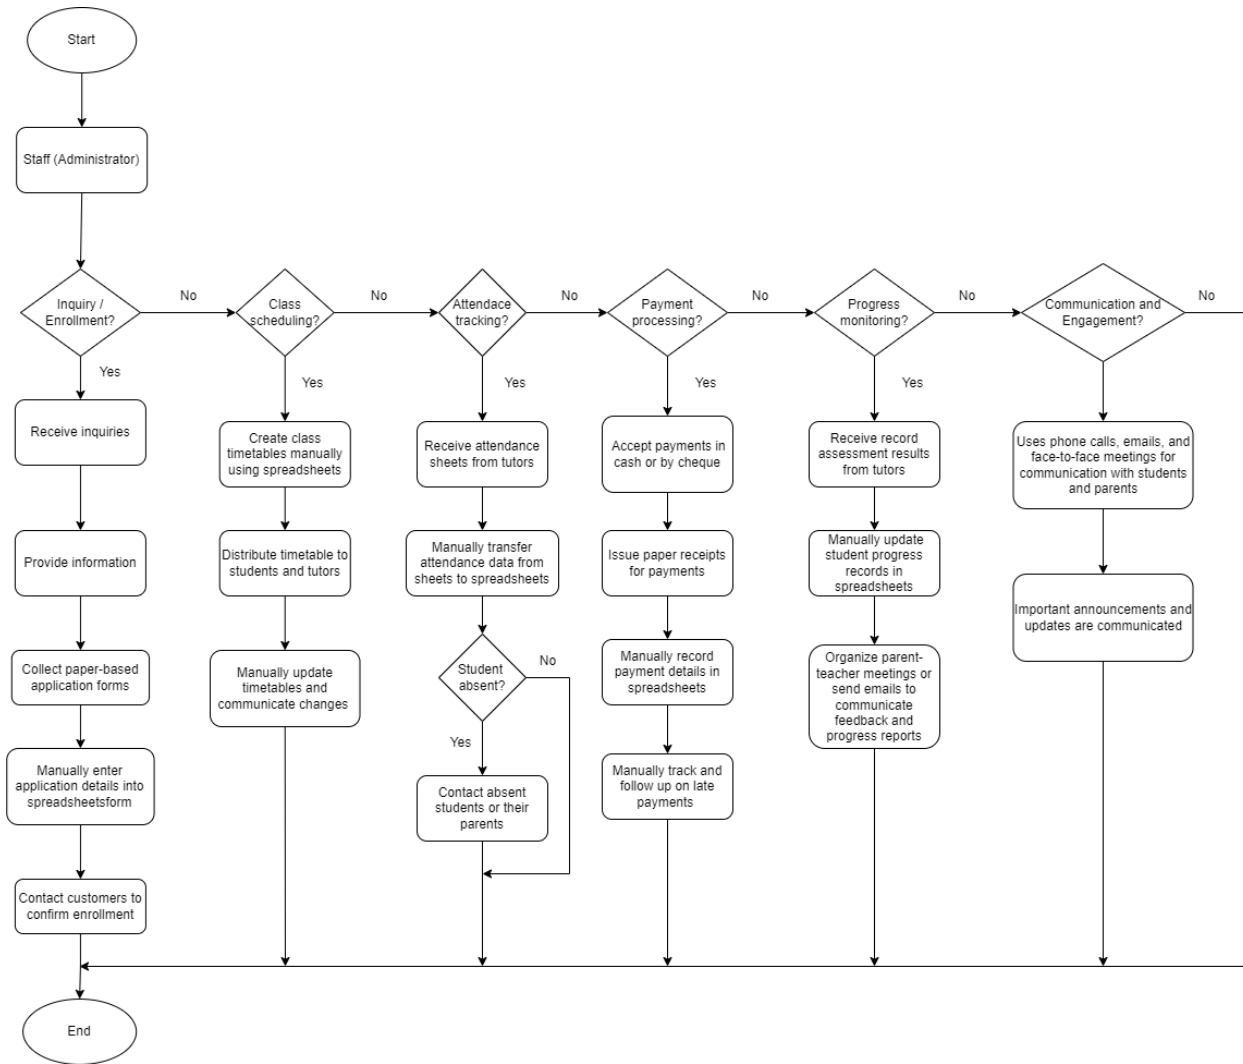 Start
Staff (Administrator)
Inquiry /
Enrollment?
No
Class
scheduling?
No
Attendace
tracking?
No
Payment
processing?
No
Progress
monitoring?
No
Communication and
Engagement?
No
Yes
Yes
Yes
Yes
Yes
Receive inquiries
Provide information
Collect paper-based
application forms
Manually enter
application details into
spreadsheetsform
Contact customers to
confirm enrollment
Create class
timetables manually
using spreadsheets
Distribute timetable to
students and tutors
Manually update
timetables and
communicate changes
Receive attendance
sheets from tutors
Manually transfer
attendance data from
sheets to spreadsheets
Student
absent?
No
Yes
Contact absent
students or their
parents
Accept payments in
cash or by cheque
Issue paper receipts
for payments
Manually record
payment details in
spreadsheets
Manually track and
follow up on late
payments
Receive record
assessment results
from tutors
Manually update
student progress
records in
spreadsheets
Organize parent-
teacher meetings or
send emails to
communicate
feedback and
progress reports
Uses phone calls, emails, and
face-to-face meetings for
communication with students
and parents
Important announcements and
updates are communicated
End